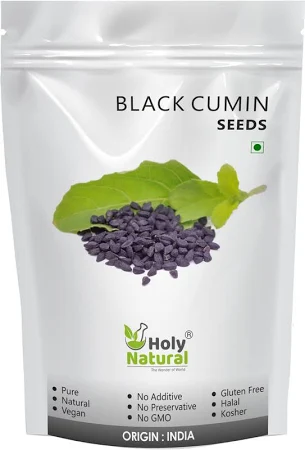 BLACK CUMIN
SEEDS
Holy®
Natural
The Wonder of World
• Pure
• Natural
• Vegan
• No Additive
• No Preservative
• No GMO
• Gluten Free
• Halal
• Kosher
ORIGIN : INDIA